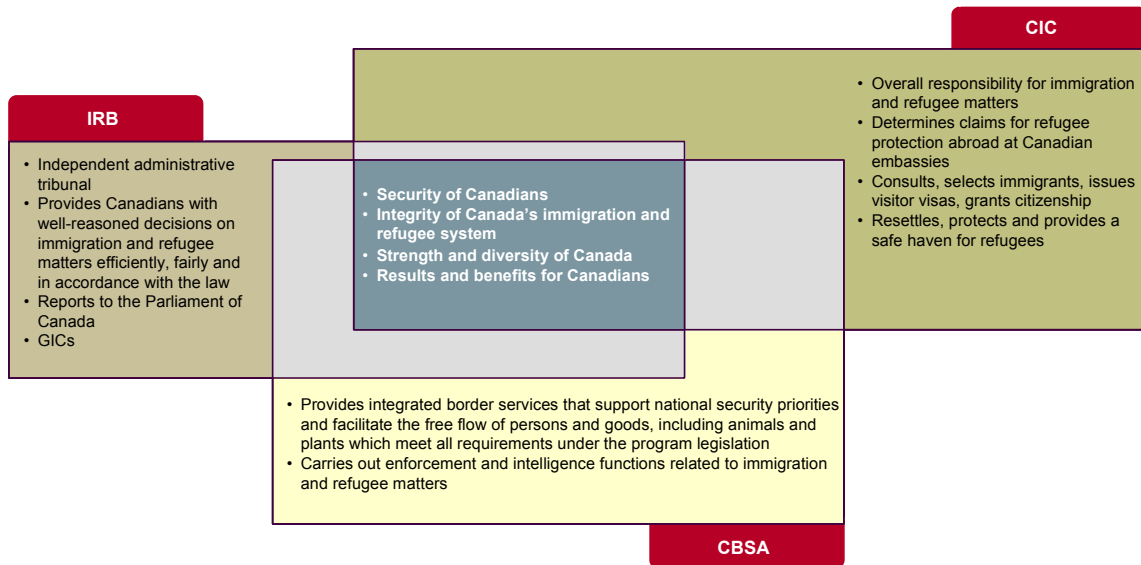 CIC
• Overall responsibility for immigration
and refugee matters
• Determines claims for refugee
protection abroad at Canadian
embassies
• Consults, selects immigrants, issues
visitor visas, grants citizenship
• Resettles, protects and provides a
safe haven for refugees
IRB
• Independent administrative
tribunal
• Provides Canadians with
well-reasoned decisions on
immigration and refugee
matters efficiently, fairly and
in accordance with the law
• Reports to the Parliament of
Canada
• GICs
• Security of Canadians
• Integrity of Canada's immigration and
refugee system
• Strength and diversity of Canada
• Results and benefits for Canadians
• Provides integrated border services that support national security priorities
and facilitate the free flow of persons and goods, including animals and
plants which meet all requirements under the program legislation
• Carries out enforcement and intelligence functions related to immigration
and refugee matters
CBSA